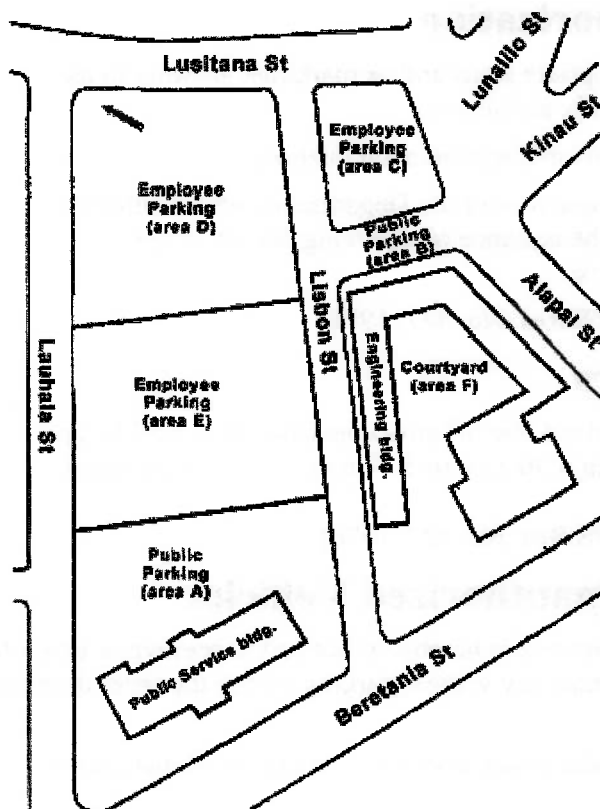 Lusitana St
Lunalilo St
Kinau St
Employee
Parking
(area C)
Employee
Parking
(area D)
Public
Parking
(area B)
Alapai St
Lisbon St
Lauhala St
Engineering bldg.
Courtyard
(area F)
Employee
Parking
(area E)
Public
Parking
(area A)
Public Service bldg.
Beretania St